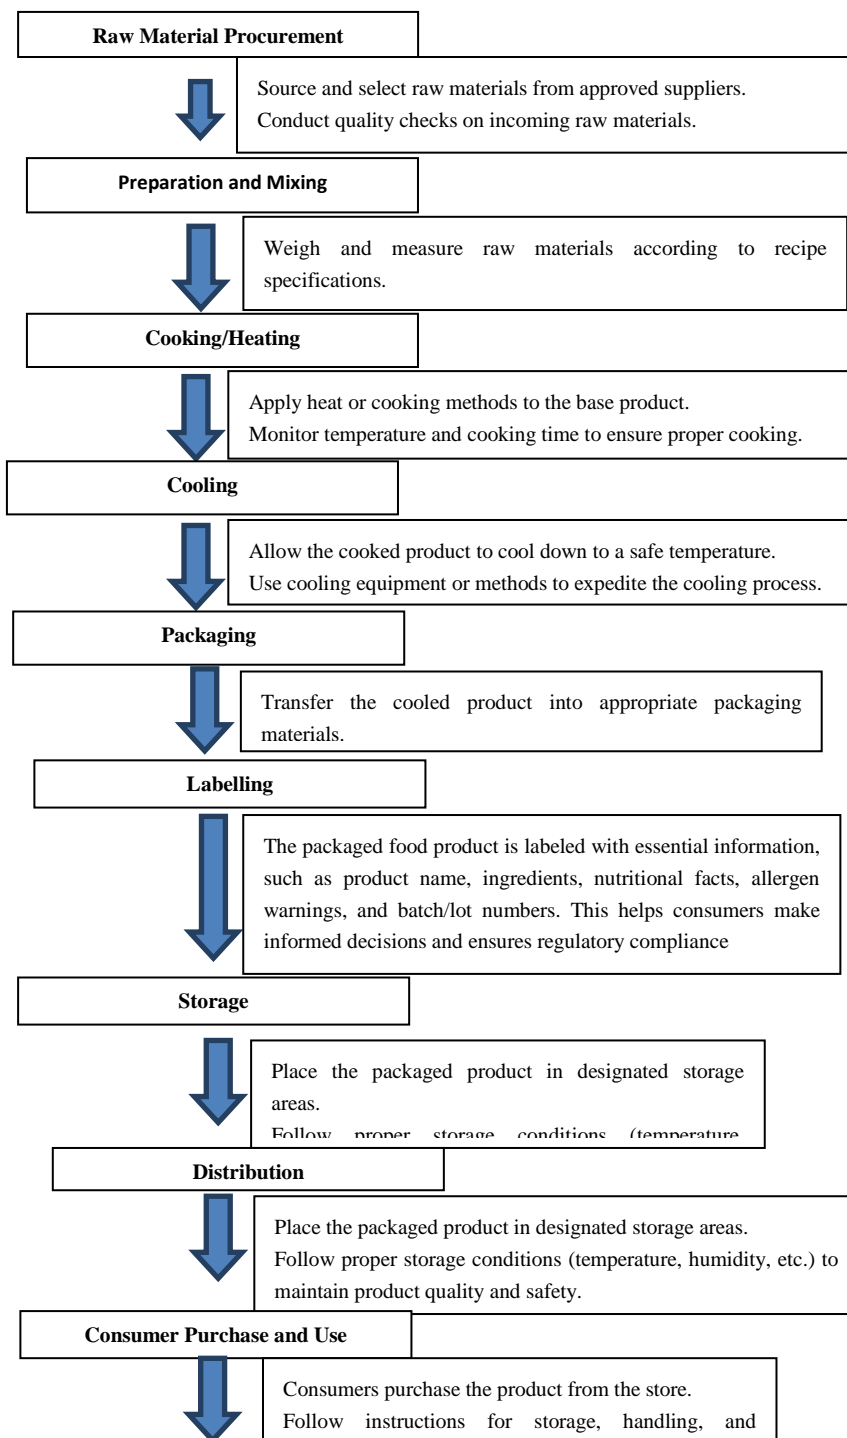 Raw Material Procurement
Source and select raw materials from approved suppliers.
Conduct quality checks on incoming raw materials.
Preparation and Mixing
Weigh and measure raw materials according to recipe
specifications.
Cooking/Heating
Apply heat or cooking methods to the base product.
Monitor temperature and cooking time to ensure proper cooking.
Cooling
Allow the cooked product to cool down to a safe temperature.
Use cooling equipment or methods to expedite the cooling process.
Packaging
Transfer the cooled product into appropriate packaging
materials.
Labelling
The packaged food product is labeled with essential information,
such as product name, ingredients, nutritional facts, allergen
warnings, and batch/lot numbers. This helps consumers make
informed decisions and ensures regulatory compliance
Storage
Place the packaged product in designated storage
areas.
Follow proper storage conditions (temperature,
Distribution
Place the packaged product in designated storage areas.
Follow proper storage conditions (temperature, humidity, etc.) to
maintain product quality and safety.
Consumer Purchase and Use
Consumers purchase the product from the store.
Follow instructions for storage, handling, and